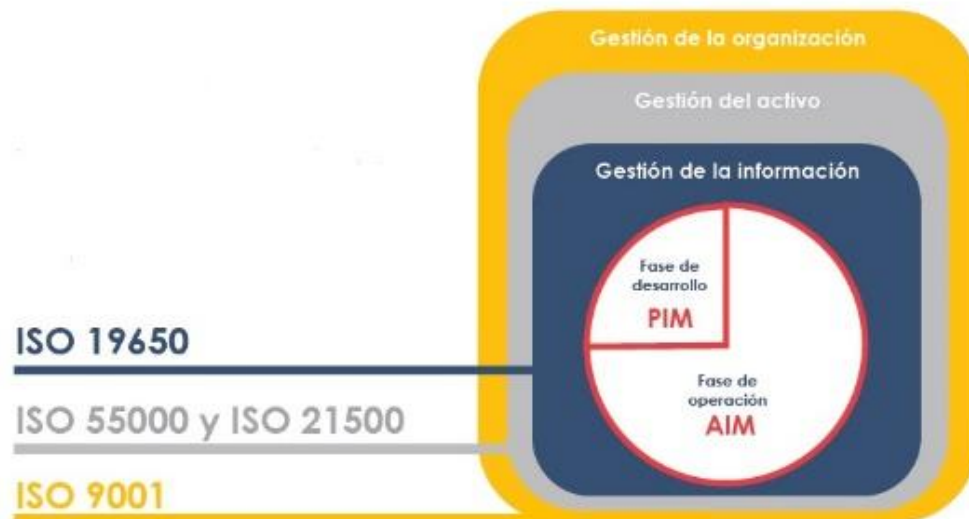 Gestión de la organización
Gestión del activo
Gestión de la información
Fase de
desarrollo
PIM
Fase de
operación
AIM
ISO 19650
ISO 55000 y ISO 21500
ISO 9001